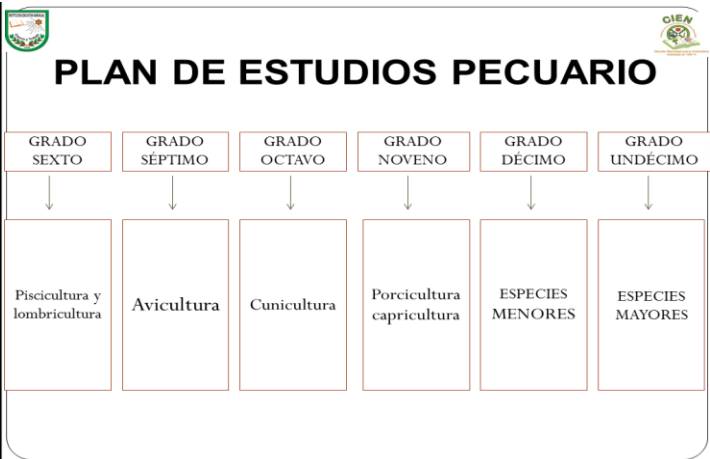 CIEN
PLAN DE ESTUDIOS PECUARIO
GRADO
SEXTO
GRADO
SÉPTIMO
GRADO
OCTAVO
GRADO
NOVENO
GRADO
DÉCIMO
GRADO
UNDÉCIMO
Piscicultura y
lombricultura
Avicultura
Cunicultura
Porcicultura
capricultura
ESPECIES
MENORES
ESPECIES
MAYORES